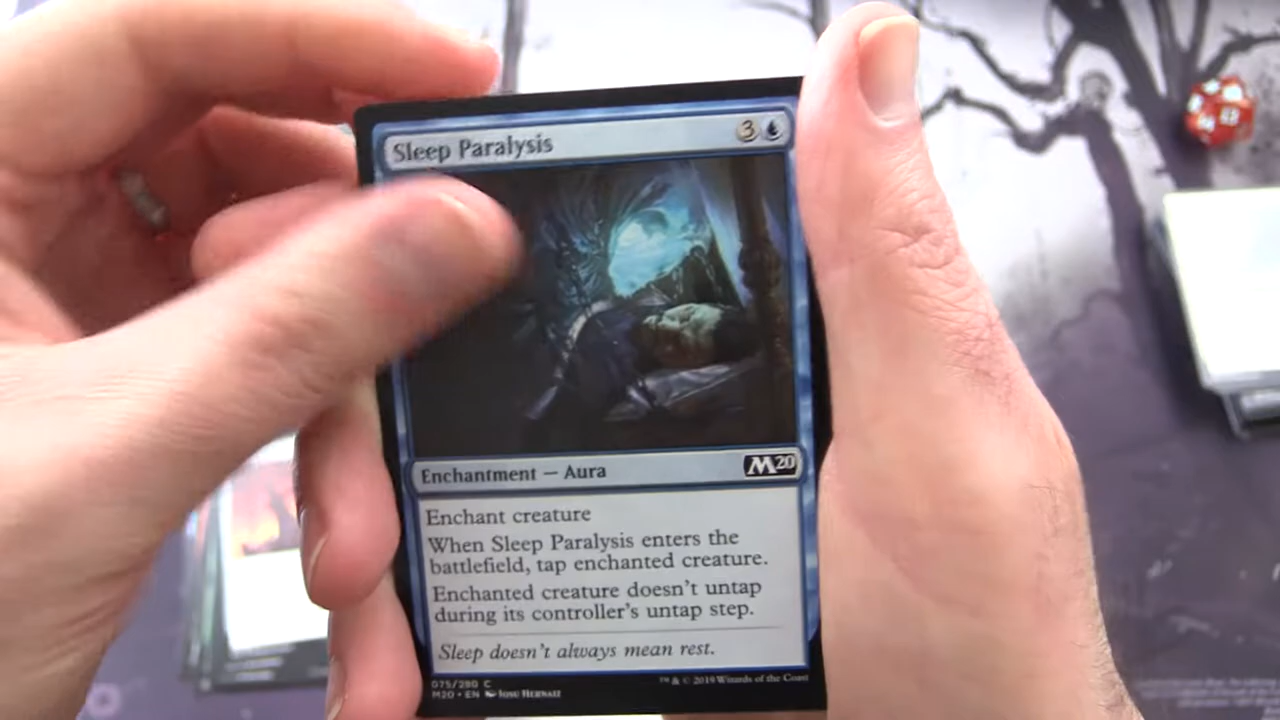 Sleep Paralysis
3
Enchantment — Aura
M20
Enchant creature
When Sleep Paralysis enters the
battlefield, tap enchanted creature.
Enchanted creature doesn't untap
during its controller's untap step.
Sleep doesn't always mean rest.
075/280 C
M20 • EN Josu Hernaiz
™ & © 2019 Wizards of the Coast